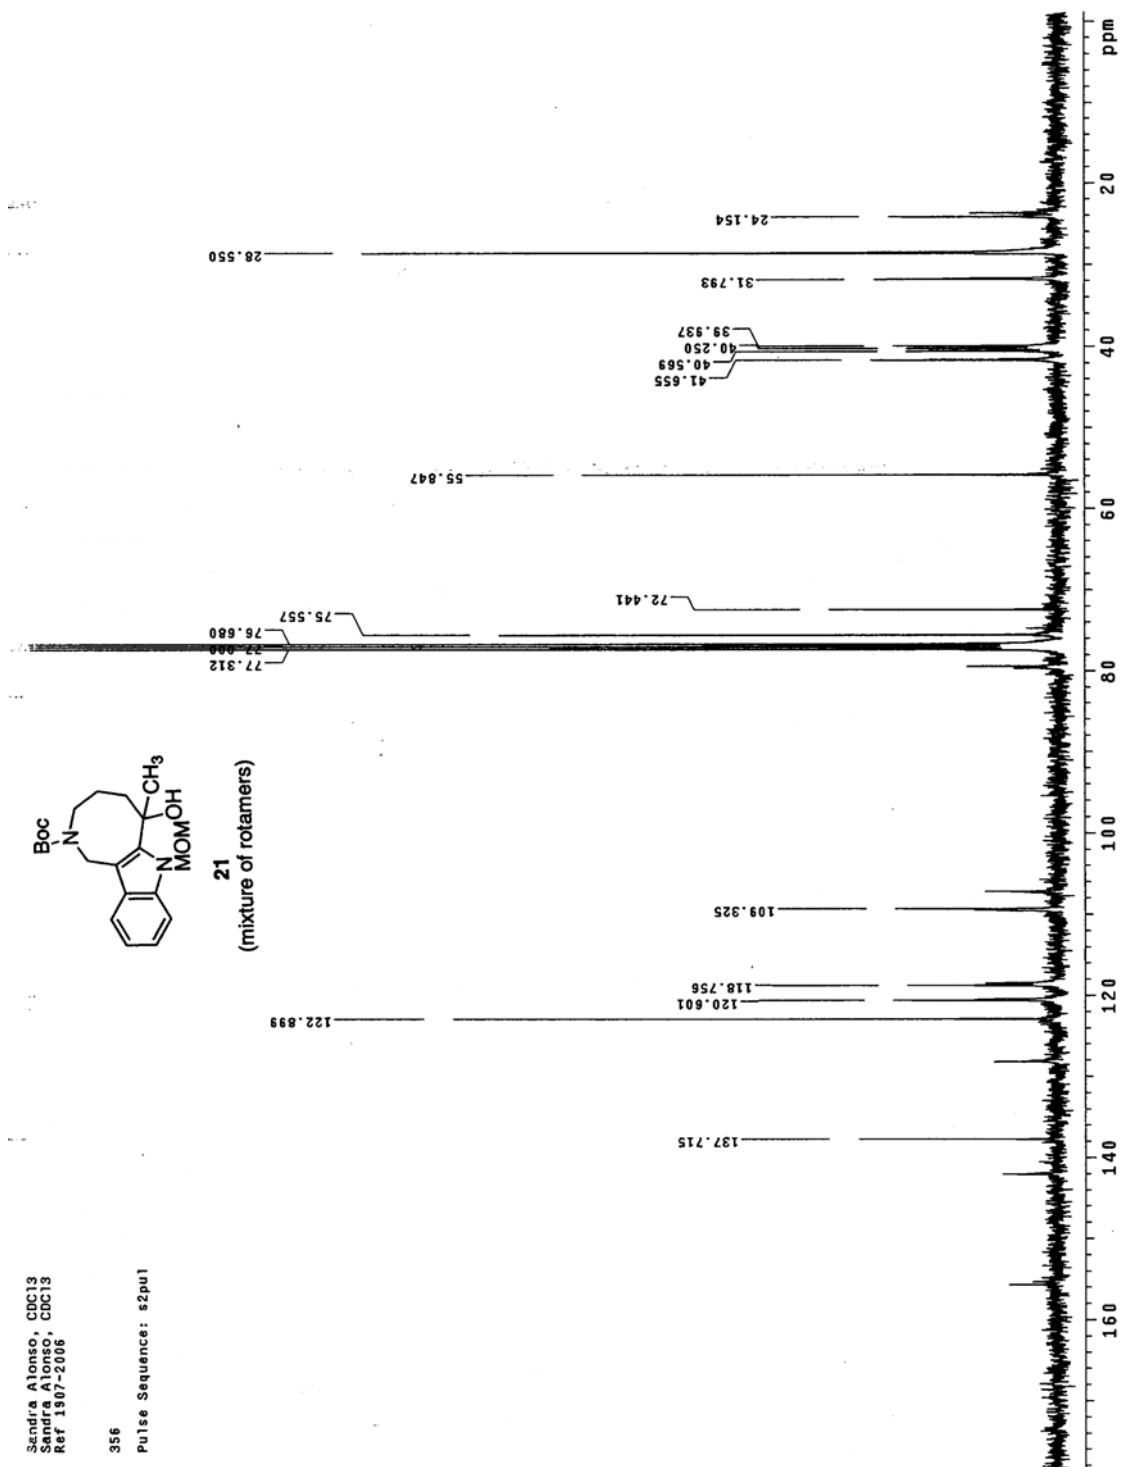 Sandra Alonso, CDCl3
Sandra Alonso, CDCl3
Ref 1907-2006
356
Pulse Sequence: s2pul
Boc
N
CH3
OH
N
MOM
21
(mixture of rotamers)
137.715
122.899
120.601
118.756
109.325
77.312
77.000
76.680
75.557
72.441
55.847
41.655
40.569
40.250
39.937
31.793
28.550
24.154
160
140
120
100
80
60
40
20
ppm